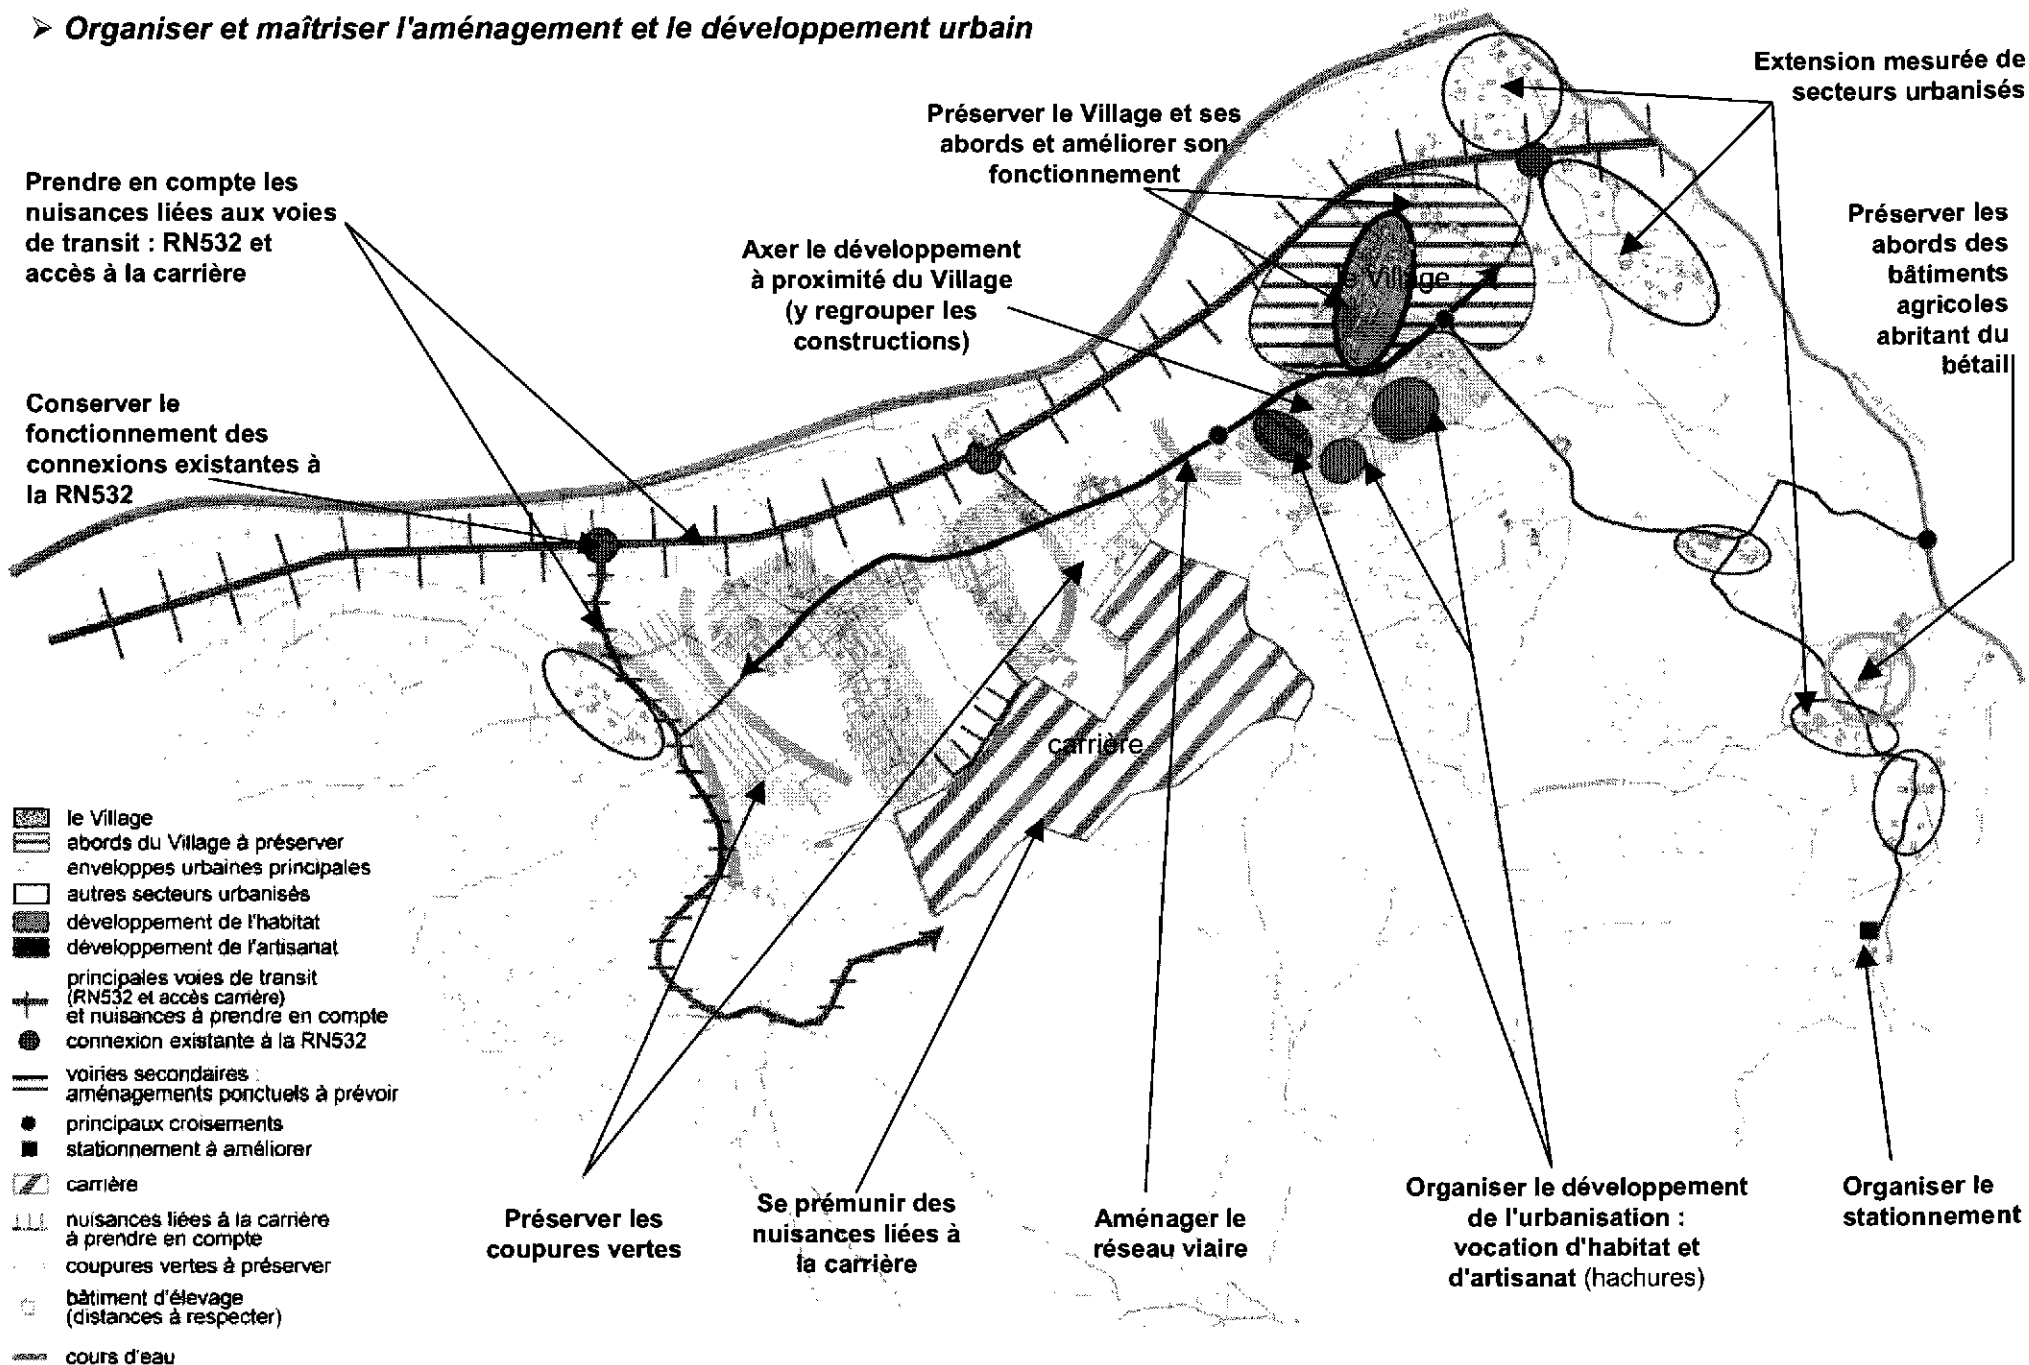 ➤ Organiser et maîtriser l'aménagement et le développement urbain
Extension mesurée de
secteurs urbanisés
Préserver le Village et ses
abords et améliorer son
fonctionnement
Prendre en compte les
nuisances liées aux voies
de transit : RN532 et
accès à la carrière
Préserver les
abords des
bâtiments
agricoles
abritant du
bétail
Axer le développement
à proximité du Village
(y regrouper les
constructions)
le Village
Conserver le
fonctionnement des
connexions existantes à
la RN532
carrière
le Village
abords du Village à préserver
enveloppes urbaines principales
autres secteurs urbanisés
développement de l'habitat
développement de l'artisanat
principales voies de transit
(RN532 et accès carrière)
et nuisances à prendre en compte
connexion existante à la RN532
voiries secondaires :
aménagements ponctuels à prévoir
principaux croisements
stationnement à améliorer
carrière
nuisances liées à la carrière
à prendre en compte
coupures vertes à préserver
bâtiment d'élevage
(distances à respecter)
cours d'eau
Préserver les
coupures vertes
Se prémunir des
nuisances liées à
la carrière
Aménager le
réseau viaire
Organiser le développement
de l'urbanisation :
vocation d'habitat et
d'artisanat (hachures)
Organiser le
stationnement